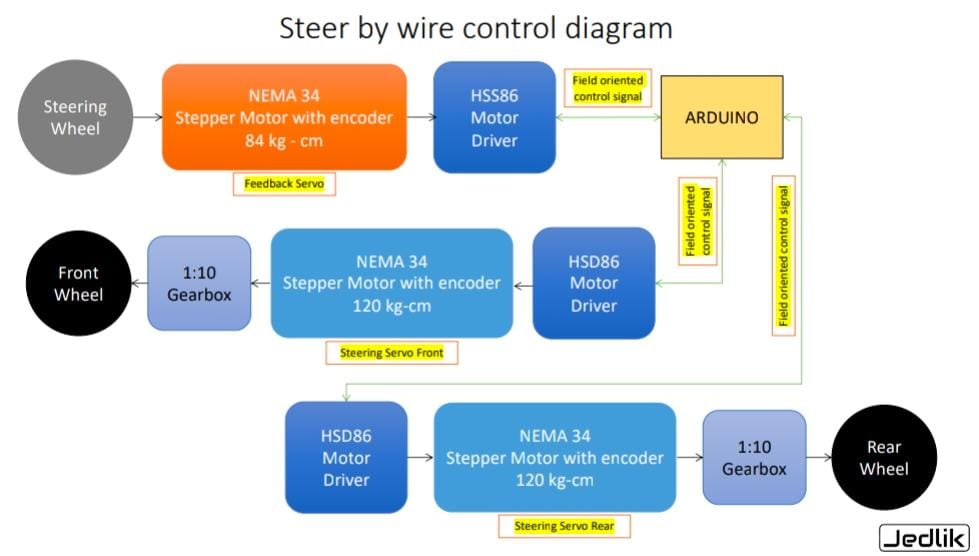 Steer by wire control diagram
Steering
Wheel
NEMA 34
Stepper Motor with encoder
84 kg - cm
Feedback Servo
HSS86
Motor
Driver
Field oriented
control signal
ARDUINO
Front
Wheel
1:10
Gearbox
NEMA 34
Stepper Motor with encoder
120 kg-cm
Steering Servo Front
HSD86
Motor
Driver
Field oriented
control signal
Field oriented control signal
HSD86
Motor
Driver
NEMA 34
Stepper Motor with encoder
120 kg-cm
Steering Servo Rear
1:10
Gearbox
Rear
Wheel
Jedlik